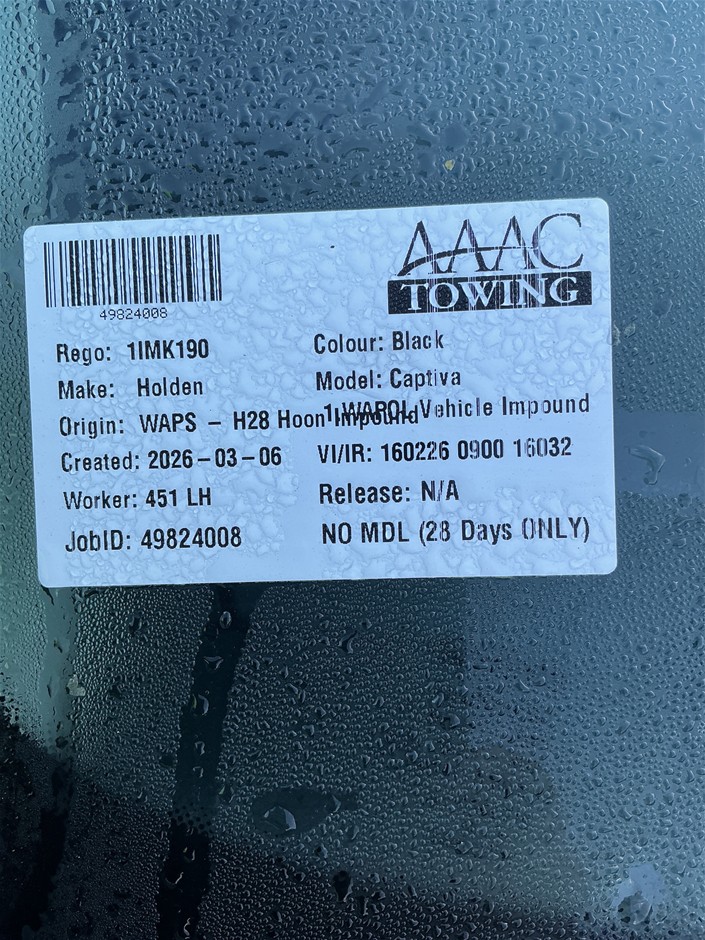 AAAC
TOWING
49824008
Rego: 1IMK190
Colour: Black
Make: Holden
Model: Captiva
Origin: WAPS - H28 Hoon Impound
1. WAPOL Vehicle Impound
Created: 2026-03-06
VI/IR: 160226 0900 16032
Worker: 451 LH
Release: N/A
JobID: 49824008
NO MDL (28 Days ONLY)